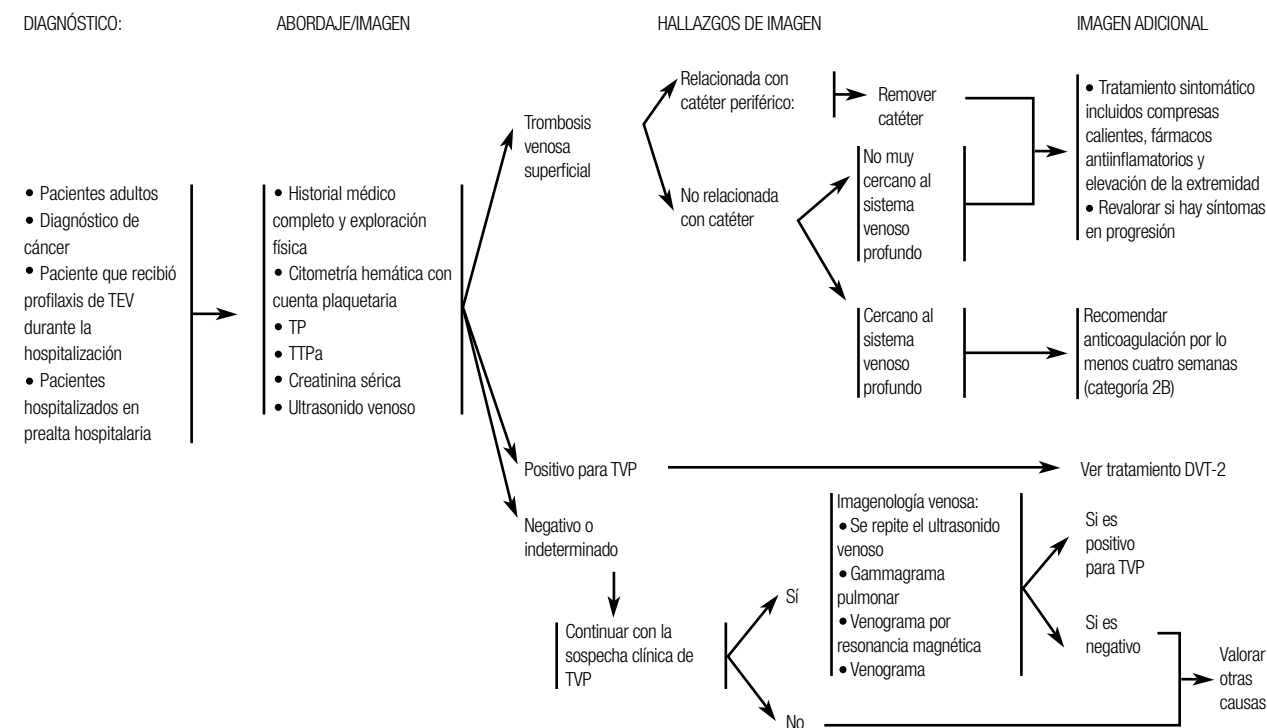 DIAGNÓSTICO:
ABORDAJE/IMAGEN
HALLAZGOS DE IMAGEN
IMAGEN ADICIONAL
• Pacientes adultos
• Diagnóstico de
cáncer
• Paciente que recibió
profilaxis de TEV
durante la
hospitalización
• Pacientes
hospitalizados en
prealta hospitalaria
• Historial médico
completo y exploración
física
• Citometría hemática con
cuenta plaquetaria
• TP
• TTPa
• Creatinina sérica
• Ultrasonido venoso
Trombosis
venosa
superficial
Relacionada con
catéter periférico:
Remover
catéter
No relacionada
con catéter
No muy
cercano al
sistema
venoso
profundo
• Tratamiento sintomático
incluidos compresas
calientes, fármacos
antiinflamatorios y
elevación de la extremidad
• Revalorar si hay síntomas
en progresión
Cercano al
sistema
venoso
profundo
Recomendar
anticoagulación por lo
menos cuatro semanas
(categoría 2B)
Positivo para TVP
Ver tratamiento DVT-2
Negativo o
indeterminado
Continuar con la
sospecha clínica de
TVP
Sí
Imagenología venosa:
• Se repite el ultrasonido
venoso
• Gammagrama
pulmonar
• Venograma por
resonancia magnética
• Venograma
Si es
positivo
para TVP
Si es
negativo
No
Valorar
otras
causas